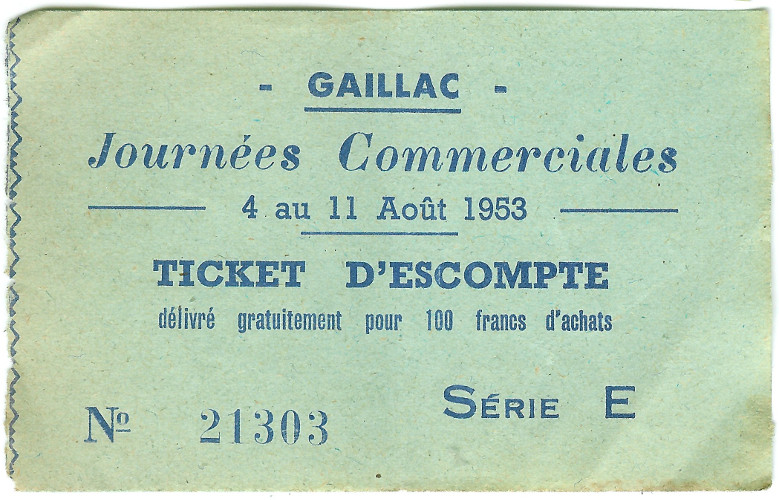 - GAILLAC -
Journées Commerciales
4 au 11 Août 1953
TICKET D'ESCOMPTE
délivré gratuitement pour 100 francs d'achats
Nº 21303
SÉRIE E